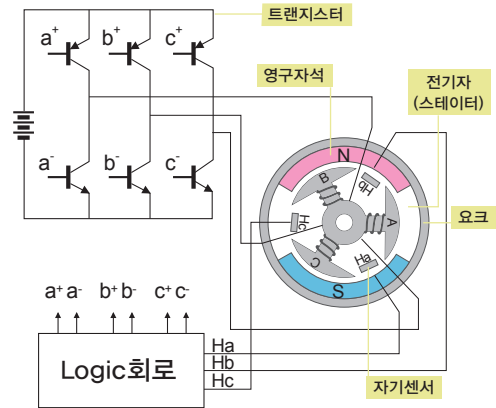 트랜지스터
a+
b+
c+
영구자석
전기자
(스테이터)
a-
b-
c-
N
B
Hb
Hc
A
요크
C
Ha
S
a+ a- b+ b- c+ c-
Logic회로
Ha
Hb
Hc
자기센서